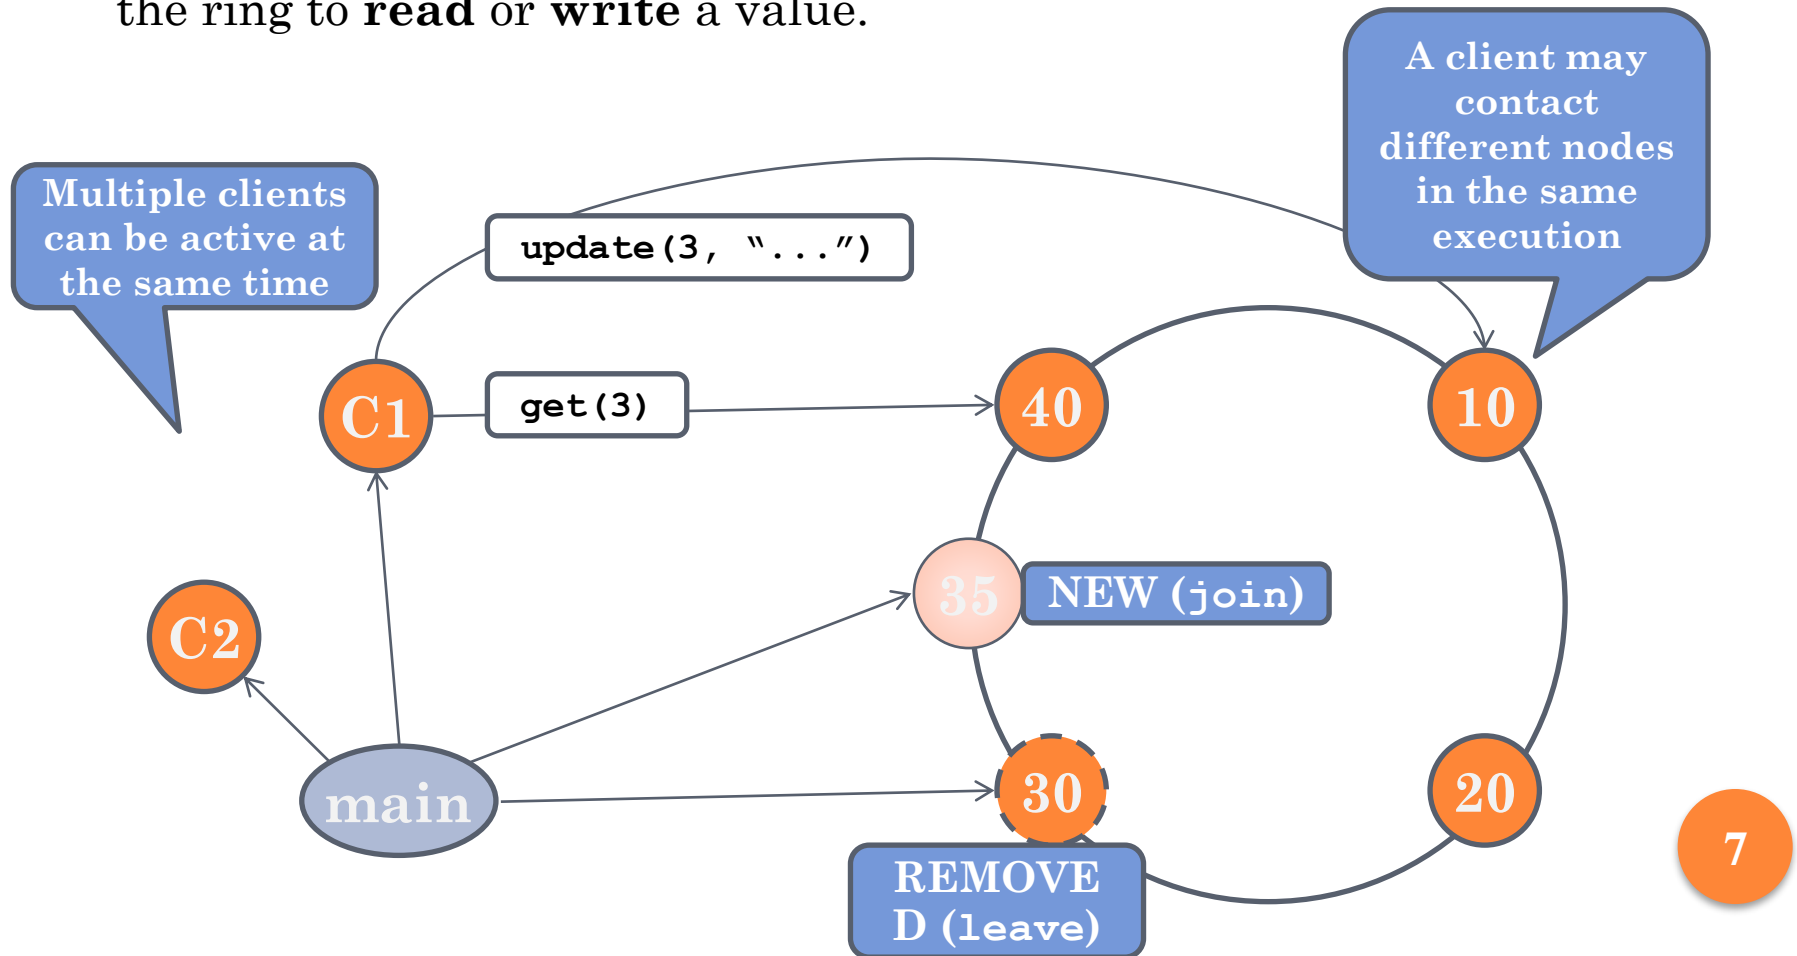 the ring to read or write a value.
A client may
contact
different nodes
in the same
execution
Multiple clients
can be active at
the same time
update(3, “...”)
C1
get(3)
40
10
35
NEW (join)
C2
main
30
20
7
REMOVE
D (leave)